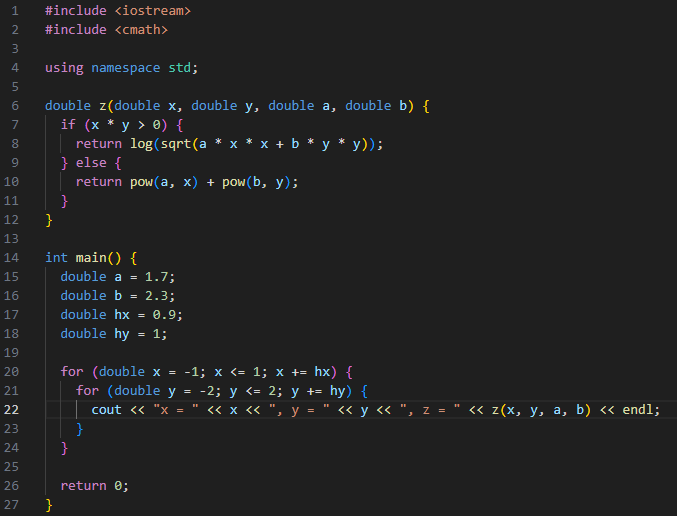 1 #include <iostream>
2 #include <cmath>
3
4 using namespace std;
5
6 double z(double x, double y, double a, double b) {
7   if (x * y > 0) {
8     return log(sqrt(a * x * x + b * y * y));
9   } else {
10     return pow(a, x) + pow(b, y);
11   }
12 }
13
14 int main() {
15   double a = 1.7;
16   double b = 2.3;
17   double hx = 0.9;
18   double hy = 1;
19
20   for (double x = -1; x <= 1; x += hx) {
21     for (double y = -2; y <= 2; y += hy) {
22       cout << "x = " << x << ", y = " << y << ", z = " << z(x, y, a, b) << endl;
23     }
24   }
25
26   return 0;
27 }